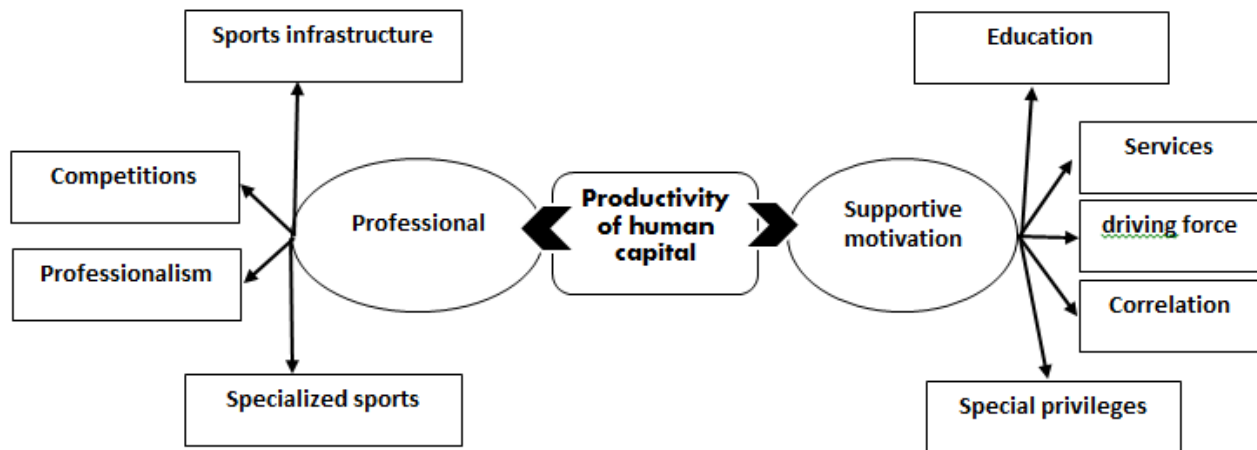 Sports infrastructure
Education
Competitions
Services
Professional
Productivity
of human
capital
Supportive
motivation
driving force
Professionalism
Correlation
Specialized sports
Special privileges